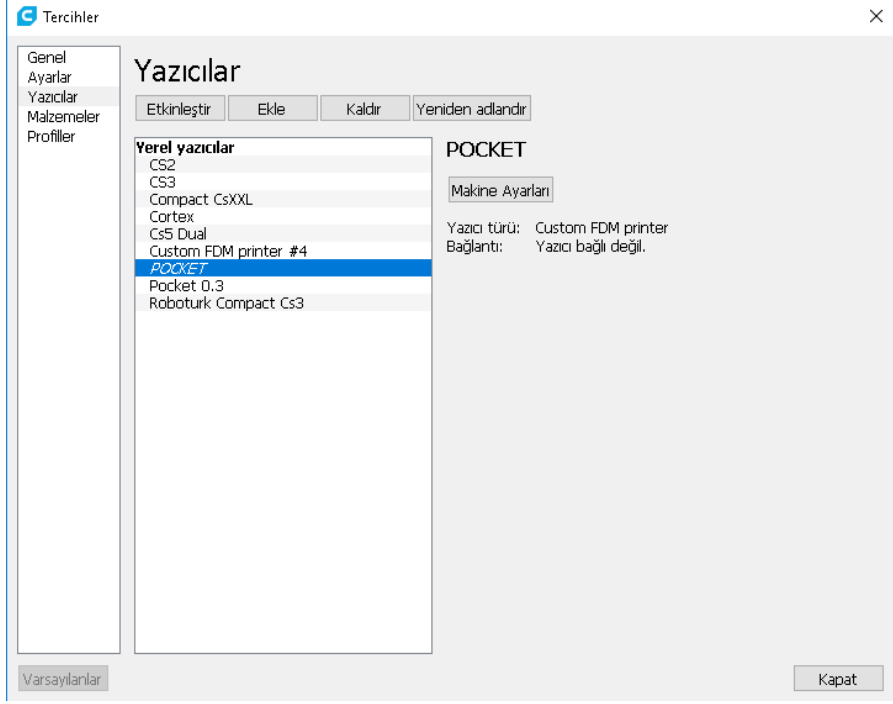 Tercihler
Genel
Ayarlar
Yazıcılar
Malzemeler
Profiller
Yazıcılar
Etkinleştir Ekle Kaldır Yeniden adlandır
Yerel yazıcılar
CS2
CS3
Compact CsXXL
Cortex
Cs5 Dual
Custom FDM printer #4
POCKET
Pocket 0.3
Roboturk Compact Cs3
POCKET
Makine Ayarları
Yazıcı türü: Custom FDM printer
Bağlantı: Yazıcı bağlı değil.
Varsayılanlar
Kapat